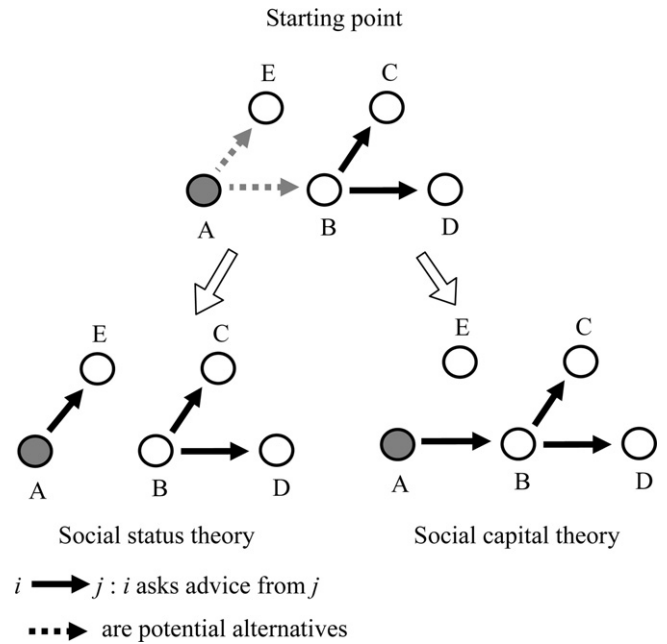 Starting point
E
C
A
B
D
E
C
A
B
D
E
C
A
B
D
Social status theory
Social capital theory
i j : i asks advice from j
are potential alternatives